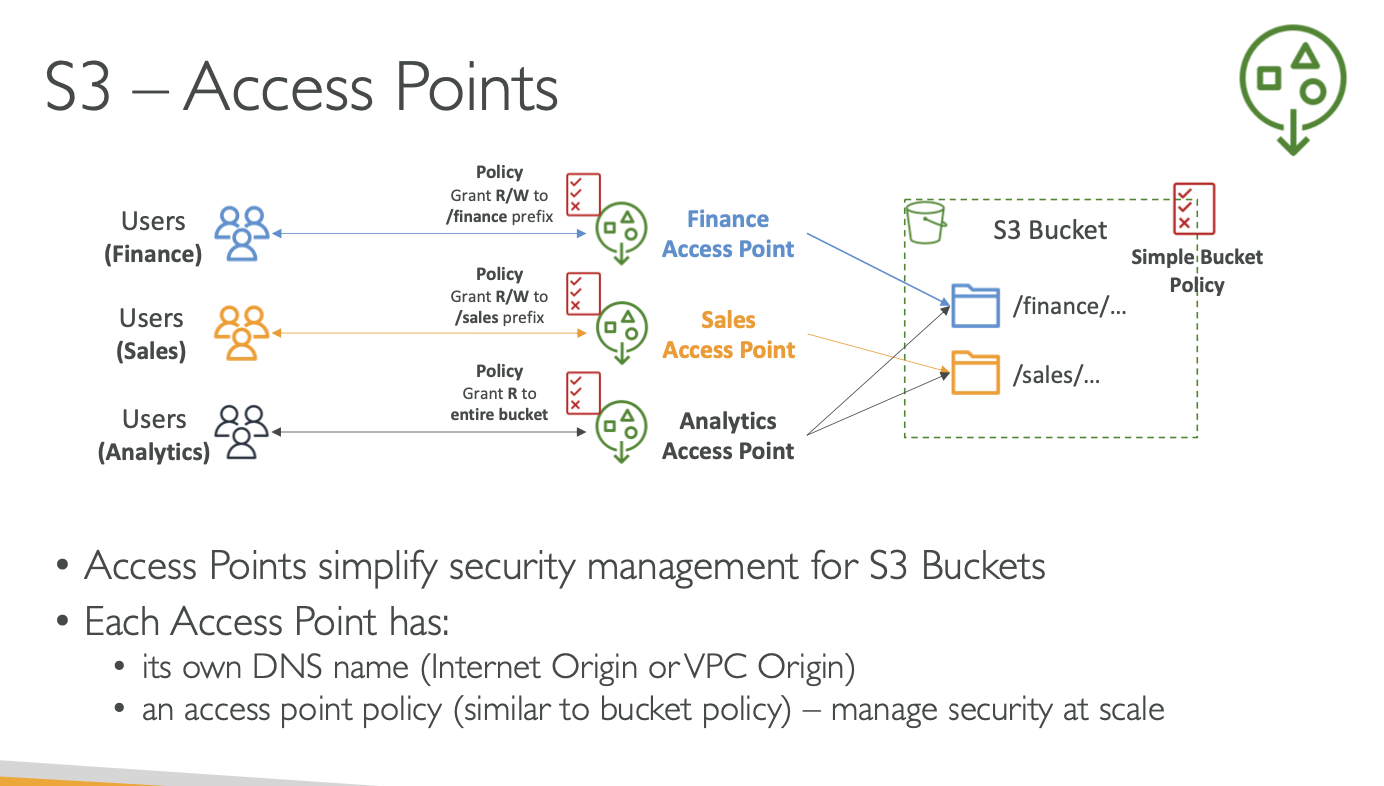 S3 – Access Points
Policy
Grant R/W to
/finance prefix
Users
(Finance)
Finance
Access Point
Policy
Grant R/W to
/sales prefix
Users
(Sales)
Sales
Access Point
Policy
Grant R to
entire bucket
Users
(Analytics)
Analytics
Access Point
S3 Bucket
Simple Bucket
Policy
/finance/...
/sales/...
• Access Points simplify security management for S3 Buckets
• Each Access Point has:
• its own DNS name (Internet Origin or VPC Origin)
• an access point policy (similar to bucket policy) – manage security at scale